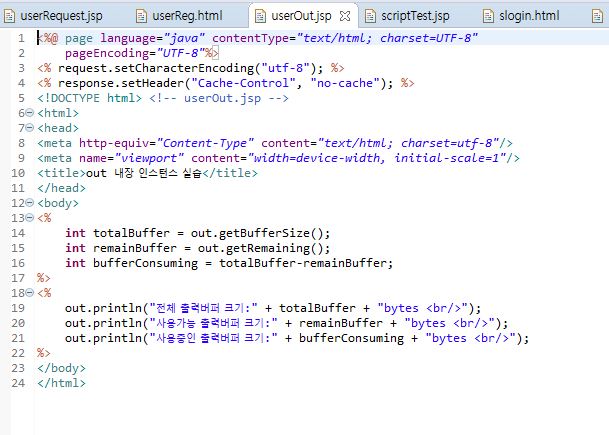 userRequest.jsp userReg.html userOut.jsp scriptTest.jsp slogin.html
1 <%@ page language="java" contentType="text/html; charset=UTF-8"
2 pageEncoding="UTF-8"%>
3 <% request.setCharacterEncoding("utf-8"); %>
4 <% response.setHeader("Cache-Control", "no-cache"); %>
5 <!DOCTYPE html> <!-- userOut.jsp -->
6 <html>
7 <head>
8 <meta http-equiv="Content-Type" content="text/html; charset=utf-8"/>
9 <meta name="viewport" content="width=device-width, initial-scale=1"/>
10 <title>out 내장 인스턴스 실습</title>
11 </head>
12 <body>
13 <%
14 int totalBuffer = out.getBufferSize();
15 int remainBuffer = out.getRemaining();
16 int bufferConsuming = totalBuffer-remainBuffer;
17 %>
18 <%
19 out.println("전체 출력버퍼 크기:" + totalBuffer + "bytes <br/>");
20 out.println("사용가능 출력버퍼 크기:" + remainBuffer + "bytes <br/>");
21 out.println("사용중인 출력버퍼 크기:" + bufferConsuming + "bytes <br/>");
22 %>
23 </body>
24 </html>